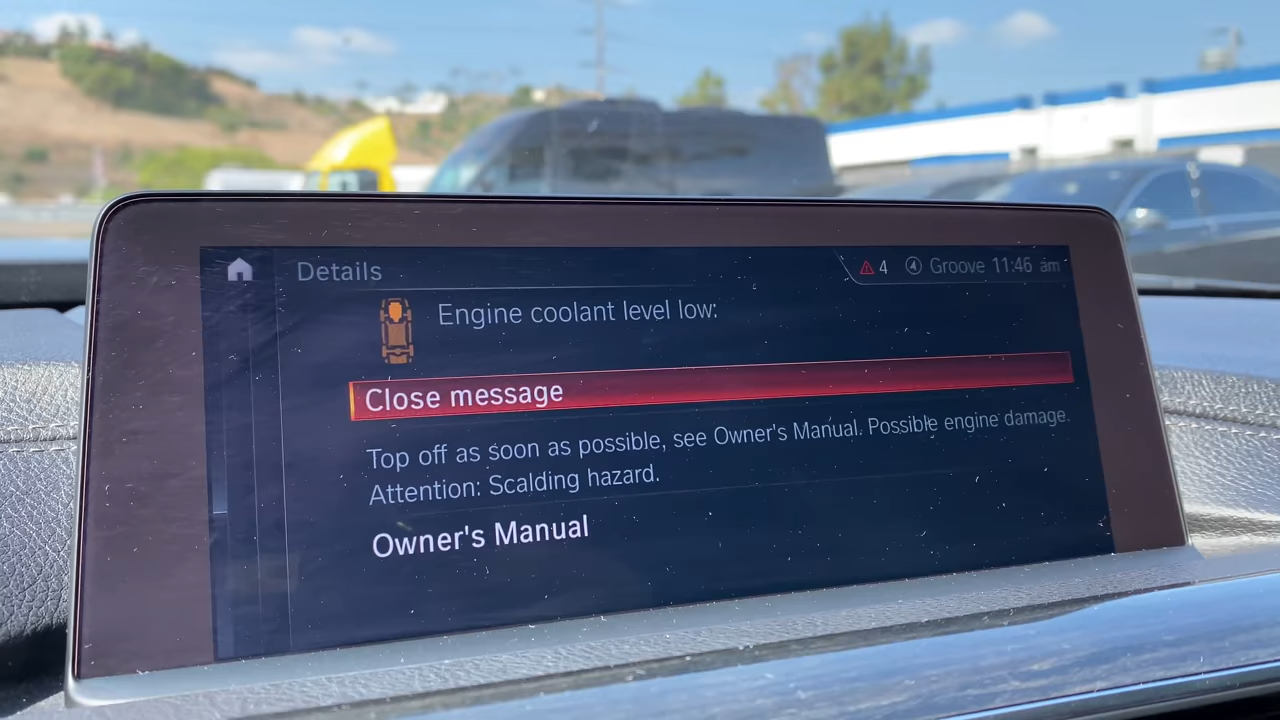 Details
4 Groove 11:46 am
Engine coolant level low:
Close message
Top off as soon as possible, see Owner's Manual. Possible engine damage.
Attention: Scalding hazard.
Owner's Manual